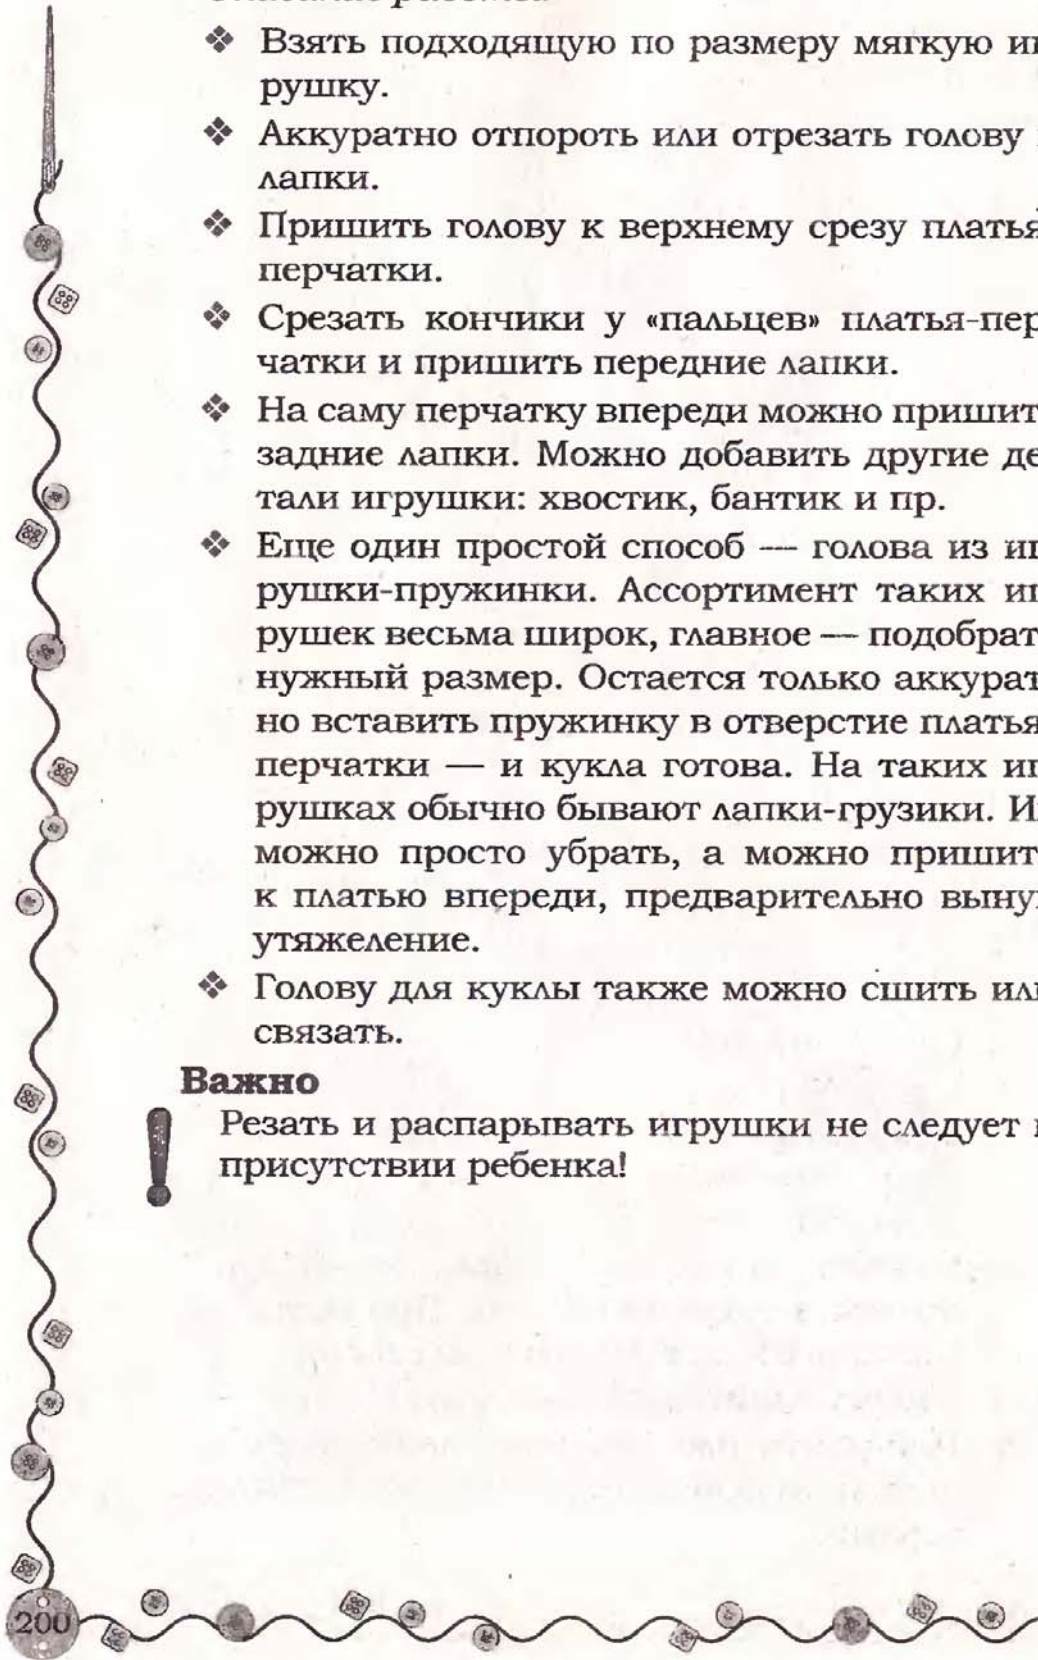 ❖ Взять подходящую по размеру мягкую иг
рушку.
❖ Аккуратно отпороть или отрезать голову
лапки.
❖ Пришить голову к верхнему срезу платья
перчатки.
❖ Срезать кончики у «пальцев» платья-пер
чатки и пришить передние лапки.
❖ На саму перчатку впереди можно пришит
задние лапки. Можно добавить другие де
тали игрушки: хвостик, бантик и пр.
❖ Еще один простой способ — голова из иг
рушки-пружинки. Ассортимент таких иг
рушек весьма широк, главное — подобрат
нужный размер. Остается только аккурат
но вставить пружинку в отверстие платья
перчатки — и кукла готова. На таких иг
рушках обычно бывают лапки-грузики. И
можно просто убрать, а можно пришит
к платью впереди, предварительно выну
утяжеление.
❖ Голову для куклы также можно сшить ил
связать.
Важно
Резать и распарывать игрушки не следует
присутствии ребенка!
200